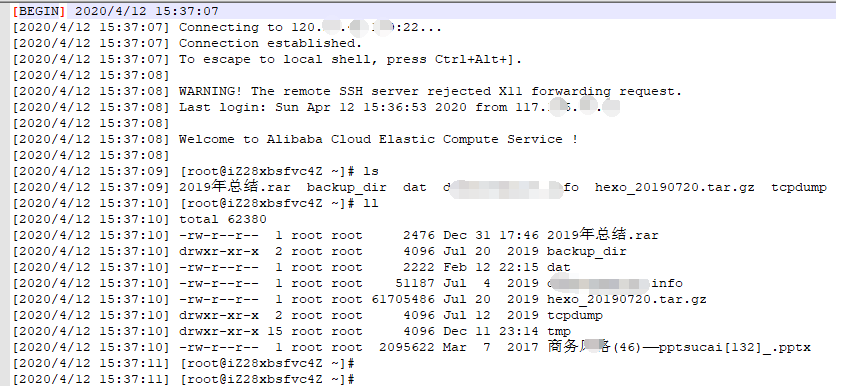 [BEGIN] 2020/4/12 15:37:07
[2020/4/12 15:37:07] Connecting to 120. :22...
[2020/4/12 15:37:07] Connection established.
[2020/4/12 15:37:07] To escape to local shell, press Ctrl+Alt+].
[2020/4/12 15:37:08]
[2020/4/12 15:37:08] WARNING! The remote SSH server rejected X11 forwarding request.
[2020/4/12 15:37:08] Last login: Sun Apr 12 15:36:53 2020 from 117.
[2020/4/12 15:37:08]
[2020/4/12 15:37:08] Welcome to Alibaba Cloud Elastic Compute Service !
[2020/4/12 15:37:08]
[2020/4/12 15:37:09] [root@iZ28xbsfvc4Z ~]# ls
[2020/4/12 15:37:09] 2019年总结.rar backup_dir dat hexo_20190720.tar.gz tcpdump
[2020/4/12 15:37:10] [root@iZ28xbsfvc4Z ~]# ll
[2020/4/12 15:37:10] total 62380
[2020/4/12 15:37:10] -rw-r--r-- 1 root root 2476 Dec 31 17:46 2019年总结.rar
[2020/4/12 15:37:10] drwxr-xr-x 2 root root 4096 Jul 20 2019 backup_dir
[2020/4/12 15:37:10] -rw-r--r-- 1 root root 2222 Feb 12 22:15 dat
[2020/4/12 15:37:10] -rw-r--r-- 1 root root 51187 Jul 4 2019 info
[2020/4/12 15:37:10] -rw-r--r-- 1 root root 61705486 Jul 20 2019 hexo_20190720.tar.gz
[2020/4/12 15:37:10] drwxr-xr-x 2 root root 4096 Jul 12 2019 tcpdump
[2020/4/12 15:37:10] drwxr-xr-x 15 root root 4096 Dec 11 23:14 tmp
[2020/4/12 15:37:10] -rw-r--r-- 1 root root 2095622 Mar 7 2017 商务 (46)——pptsucai[132]_.pptx
[2020/4/12 15:37:11] [root@iZ28xbsfvc4Z ~]#
[2020/4/12 15:37:11] [root@iZ28xbsfvc4Z ~]#